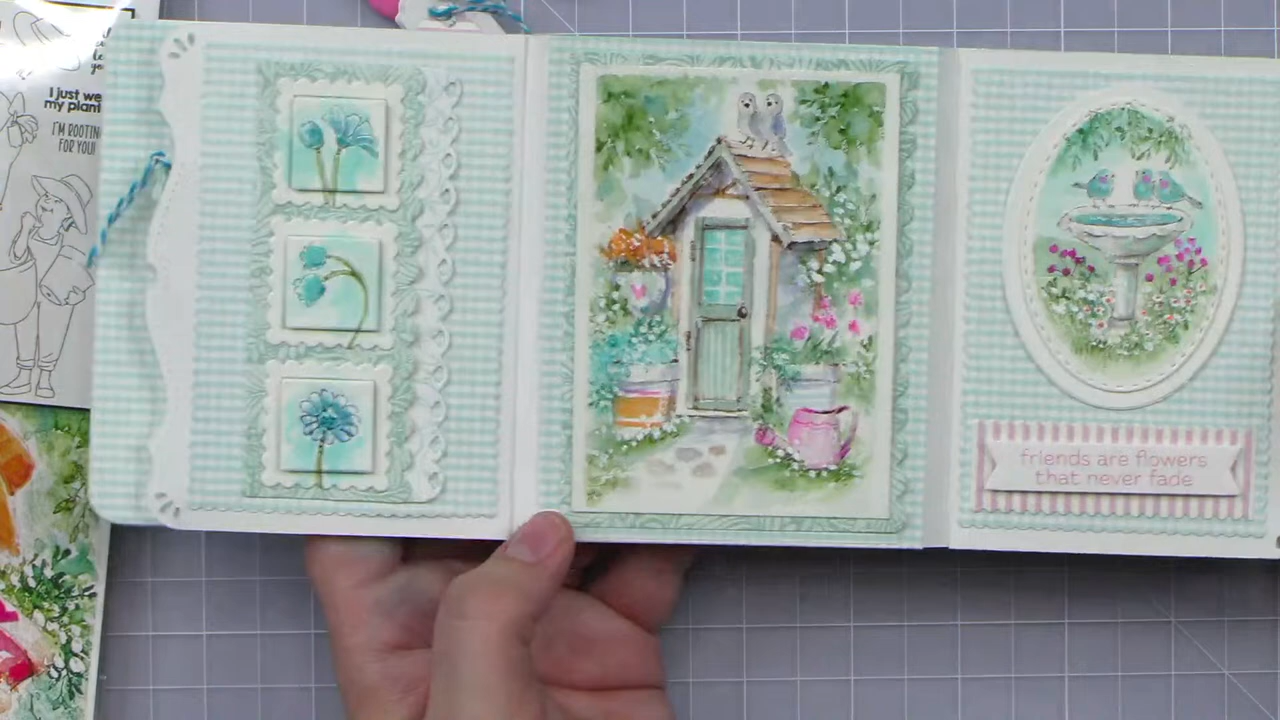 I just we
my plant
I'M ROOTIN
FOR YOU!
friends are flowers
that never fade